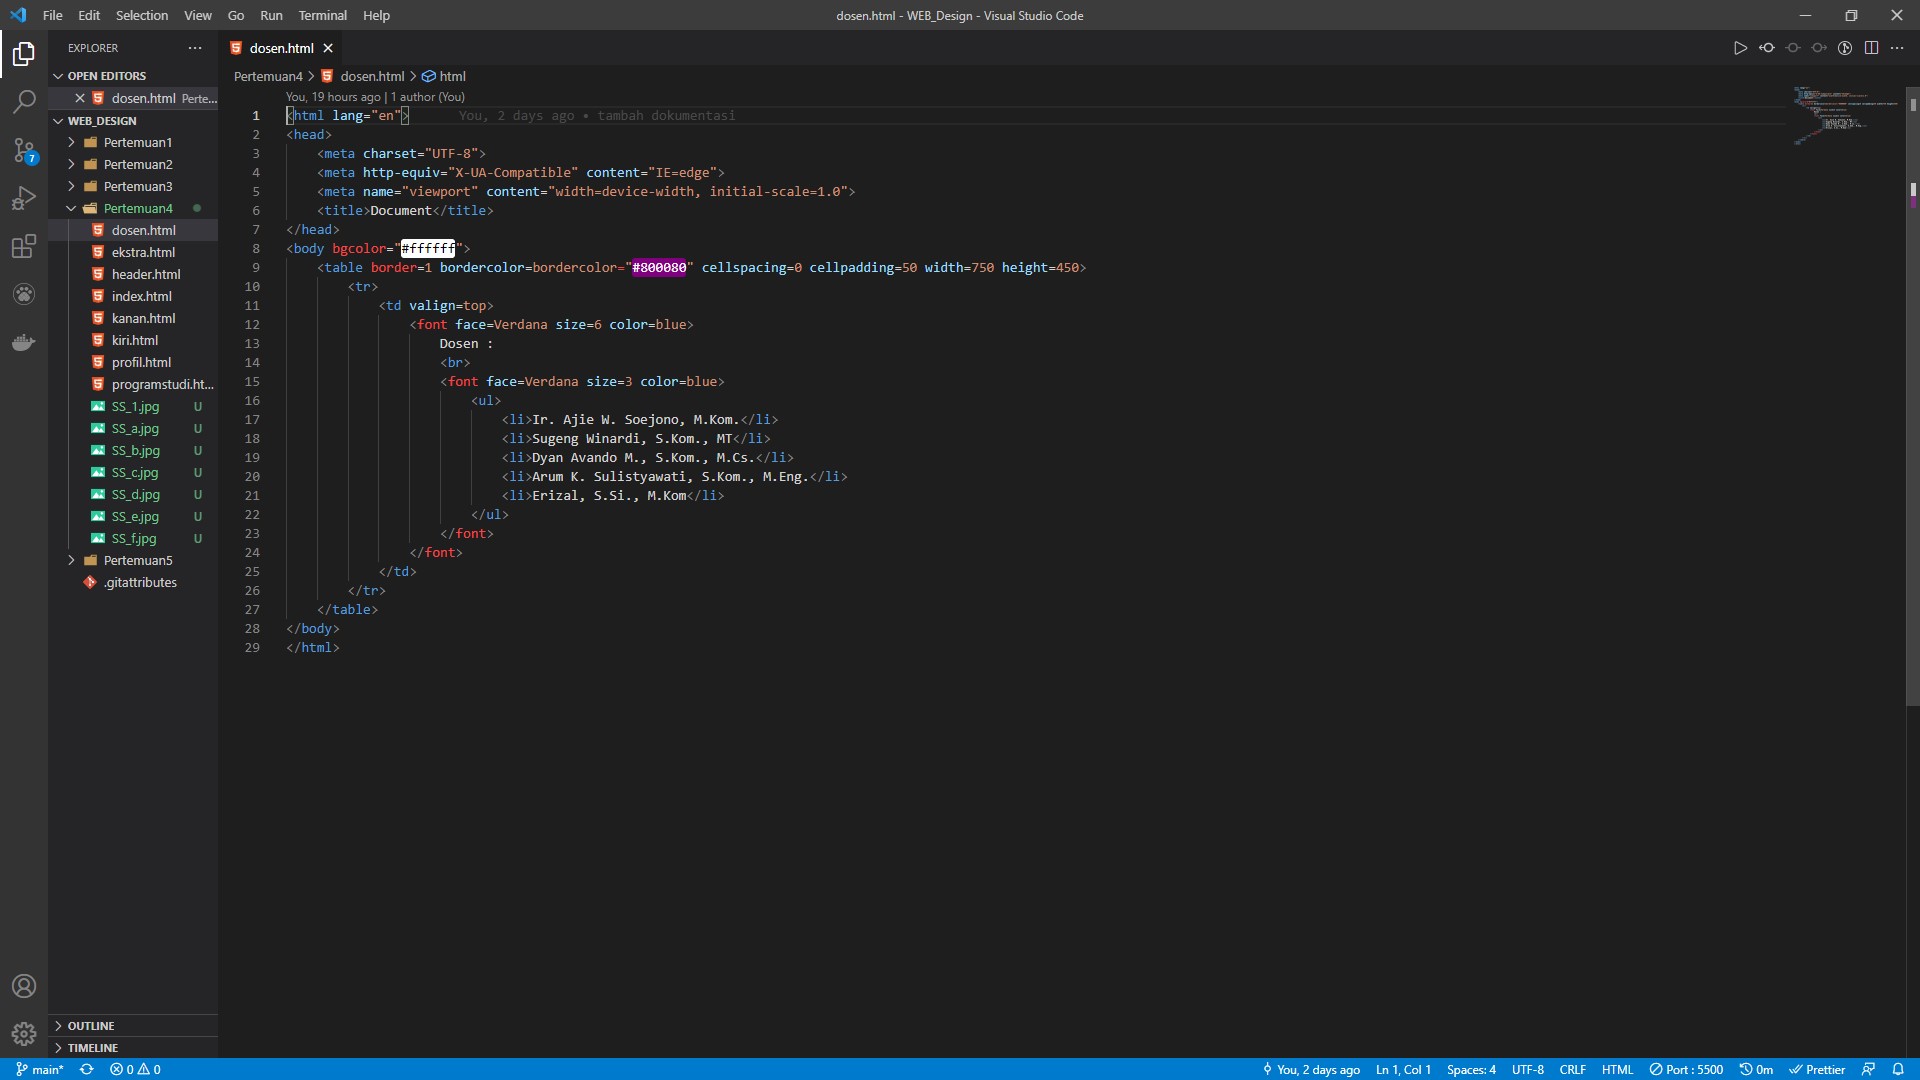 File Edit Selection View Go Run Terminal Help
dosen.html - WEB_Design - Visual Studio Code
EXPLORER
OPEN EDITORS
dosen.html Perte...
WEB_DESIGN
Pertemuan1
Pertemuan2
Pertemuan3
Pertemuan4
dosen.html
ekstra.html
header.html
index.html
kanan.html
kiri.html
profil.html
programstudi.ht...
SS_1.jpg U
SS_a.jpg U
SS_b.jpg U
SS_c.jpg U
SS_d.jpg U
SS_e.jpg U
SS_f.jpg U
Pertemuan5
.gitattributes
OUTLINE
TIMELINE
7
dosen.html
Pertemuan4 > dosen.html > html
You, 19 hours ago | 1 author (You)
1 <html lang="en"> You, 2 days ago • tambah dokumentasi
2 <head>
3 <meta charset="UTF-8">
4 <meta http-equiv="X-UA-Compatible" content="IE=edge">
5 <meta name="viewport" content="width=device-width, initial-scale=1.0">
6 <title>Document</title>
7 </head>
8 <body bgcolor="#ffffff">
9 <table border=1 bordercolor=bordercolor="#800080" cellspacing=0 cellpadding=50 width=750 height=450>
10 <tr>
11 <td valign=top>
12 <font face=Verdana size=6 color=blue>
13 Dosen :
14 <br>
15 <font face=Verdana size=3 color=blue>
16 <ul>
17 <li>Ir. Ajie W. Soejono, M.Kom.</li>
18 <li>Sugeng Winardi, S.Kom., MT</li>
19 <li>Dyan Avando M., S.Kom., M.Cs.</li>
20 <li>Arum K. Sulistyawati, S.Kom., M.Eng.</li>
21 <li>Erizal, S.Si., M.Kom</li>
22 </ul>
23 </font>
24 </font>
25 </td>
26 </tr>
27 </table>
28 </body>
29 </html>
main* 0 0
You, 2 days ago Ln 1, Col 1 Spaces: 4 UTF-8 CRLF HTML Port : 5500 0m Prettier